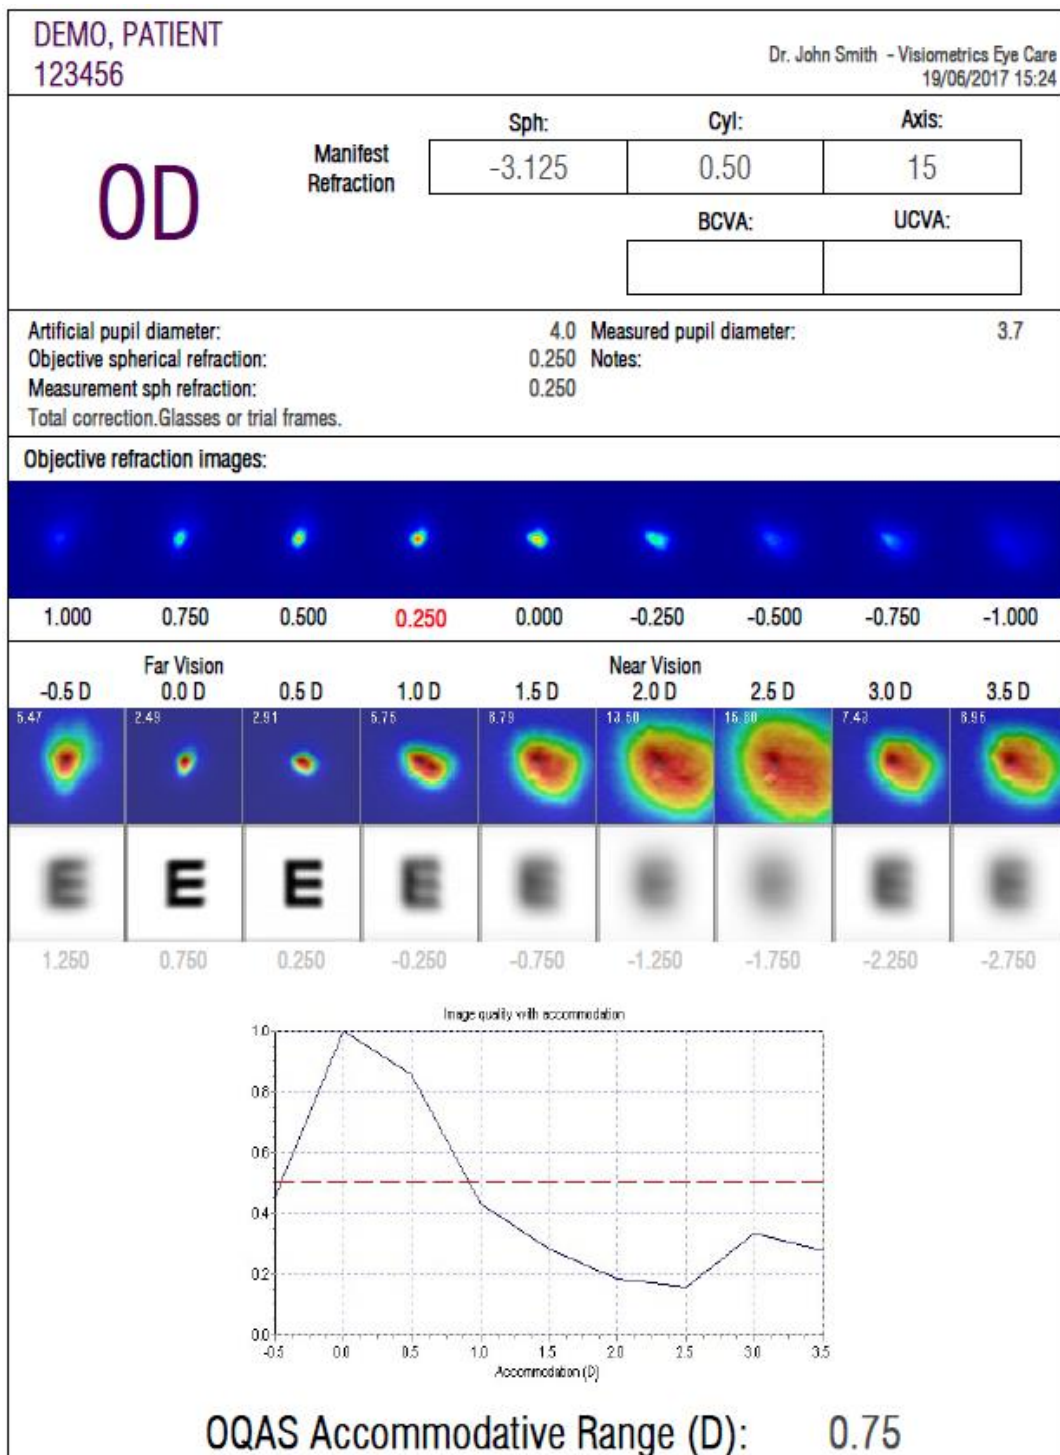 DEMO, PATIENT
123456
Dr. John Smith - Visiometrics Eye Care
19/06/2017 15:24
OD
Manifest Refraction
Sph: Cyl: Axis:
-3.125 0.50 15
BCVA: UCVA:
Artificial pupil diameter: 4.0 Measured pupil diameter: 3.7
Objective spherical refraction: 0.250 Notes:
Measurement sph refraction: 0.250
Total correction.Glasses or trial frames.
Objective refraction images:
1.000 0.750 0.500 0.250 0.000 -0.250 -0.500 -0.750 -1.000
Far Vision Near Vision
-0.5 D 0.0 D 0.5 D 1.0 D 1.5 D 2.0 D 2.5 D 3.0 D 3.5 D
5.47 2.49 2.91 5.75 8.79 13.50 15.80 7.43 8.95
E E E E E E E E
1.250 0.750 0.250 -0.250 -0.750 -1.250 -1.750 -2.250 -2.750
Image quality with accommodation
1.0
0.8
0.6
0.4
0.2
0.0
-0.5 0.0 0.5 1.0 1.5 2.0 2.5 3.0 3.5
Accommodation (D)
OQAS Accommodative Range (D): 0.75